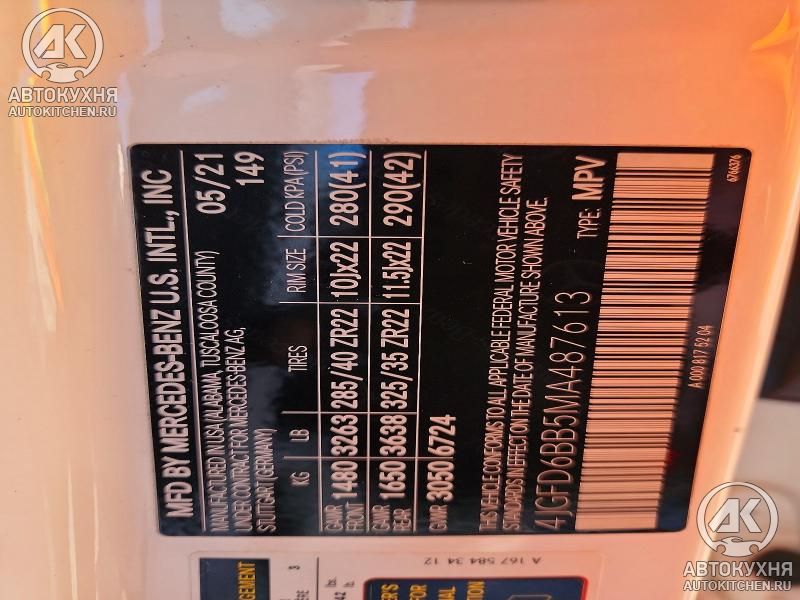 AK
АВТОКУХНЯ
AUTOKITCHEN.RU
MFD BY MERCEDES-BENZ U.S. INTL., INC
MANUFACTURED IN USA (ALABAMA, TUSCALOOSA COUNTY) 05/21
UNDER CONTRACT FOR MERCEDES-BENZ AG,
STUTTGART (GERMANY) 149
KG LB TIRES RIM SIZE COLD KPA (PSI)
GAWR FRONT 1480 3263 285/40 ZR22 10Jx22 280(41)
GAWR REAR 1650 3638 325/35 ZR22 11.5Jx22 290(42)
GVWR 3050 6724
THIS VEHICLE CONFORMS TO ALL APPLICABLE FEDERAL MOTOR VEHICLE SAFETY
STANDARDS IN EFFECT ON THE DATE OF MANUFACTURE SHOWN ABOVE.
4JGFD6BB5MA487613 TYPE: MPV
A 000 817 52 04 6766376
A 167 584 34 12
AK
АВТОКУХНЯ
AUTOKITCHEN.RU